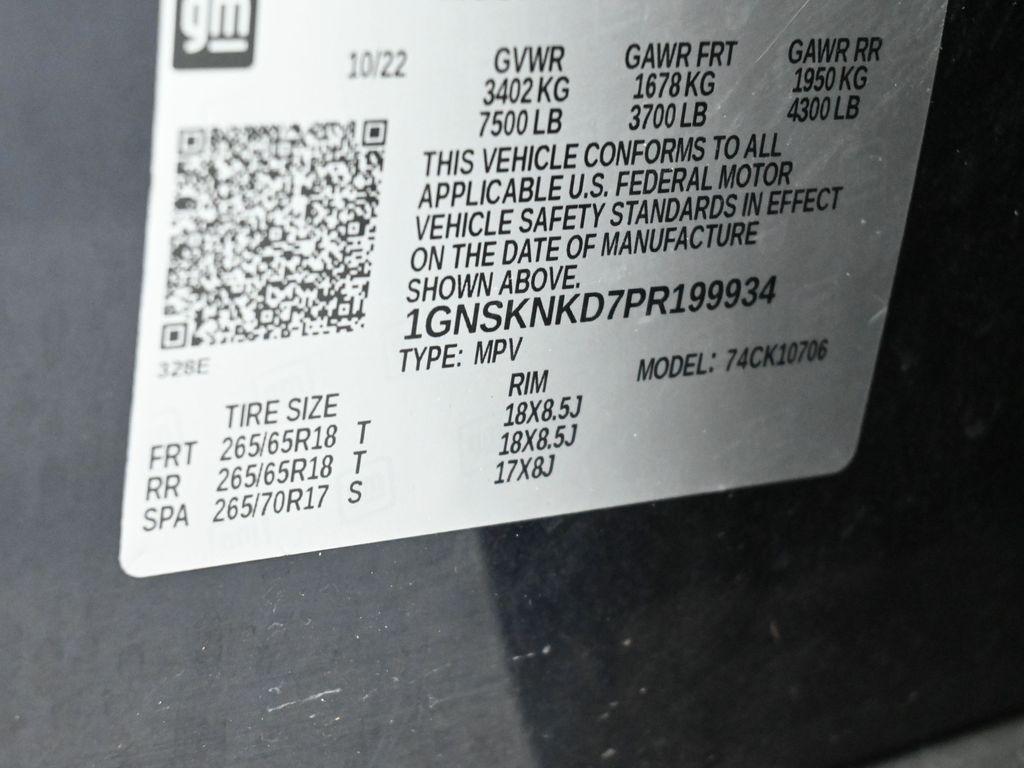 gm
10/22 GVWR GAWR FRT GAWR RR
3402 KG 1678 KG 1950 KG
7500 LB 3700 LB 4300 LB
THIS VEHICLE CONFORMS TO ALL
APPLICABLE U.S. FEDERAL MOTOR
VEHICLE SAFETY STANDARDS IN EFFECT
ON THE DATE OF MANUFACTURE
SHOWN ABOVE.
1GNSKNKD7PR199934
328E
TYPE: MPV MODEL: 74CK10706
TIRE SIZE RIM
FRT 265/65R18 T 18X8.5J
RR 265/65R18 T 18X8.5J
SPA 265/70R17 S 17X8J